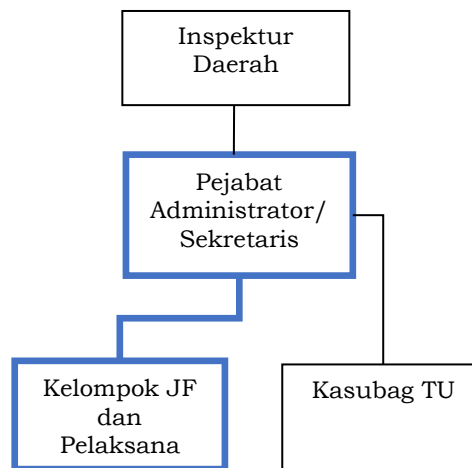 Inspektur
Daerah
Pejabat
Administrator/
Sekretaris
Kelompok JF
dan
Pelaksana
Kasubag TU